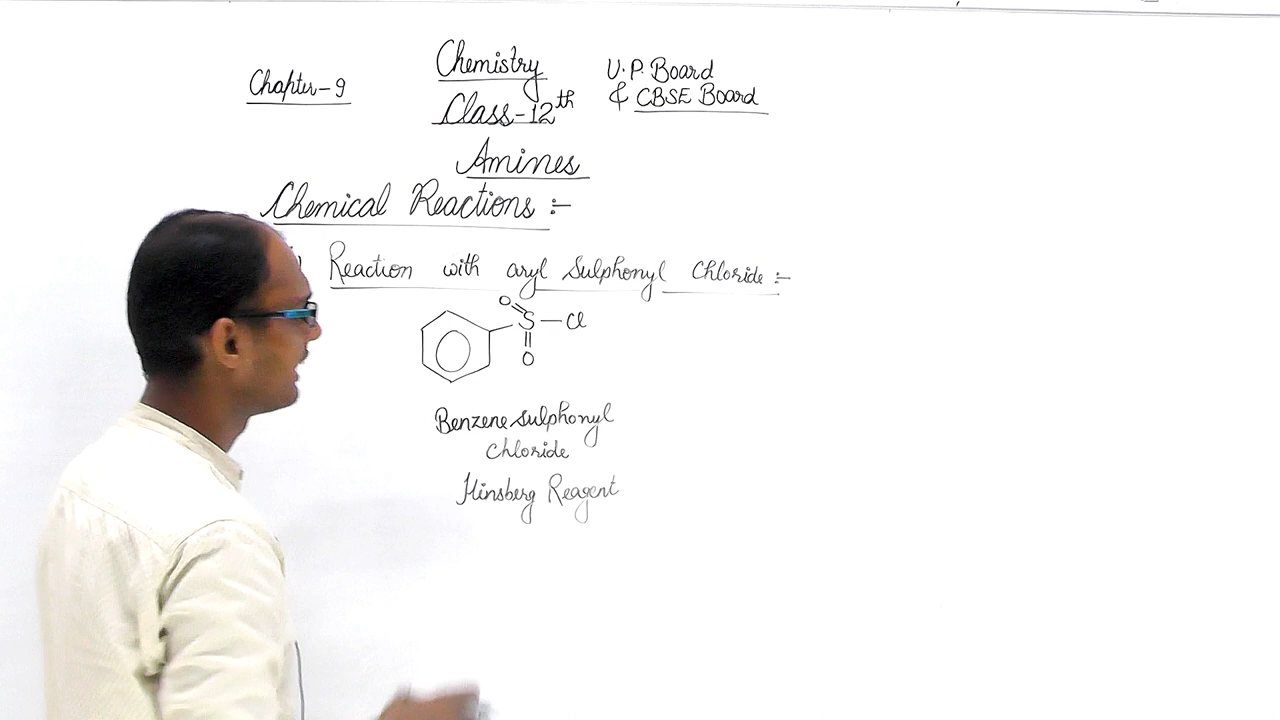 Chapter-9
Chemistry
Class-12th
U.P. Board
& CBSE Board
Amines
Chemical Reactions :-
Reaction with aryl Sulphonyl Chloride :-
O
S—Cl
O
Benzene sulphonyl
Chloride
Hinsberg Reagent